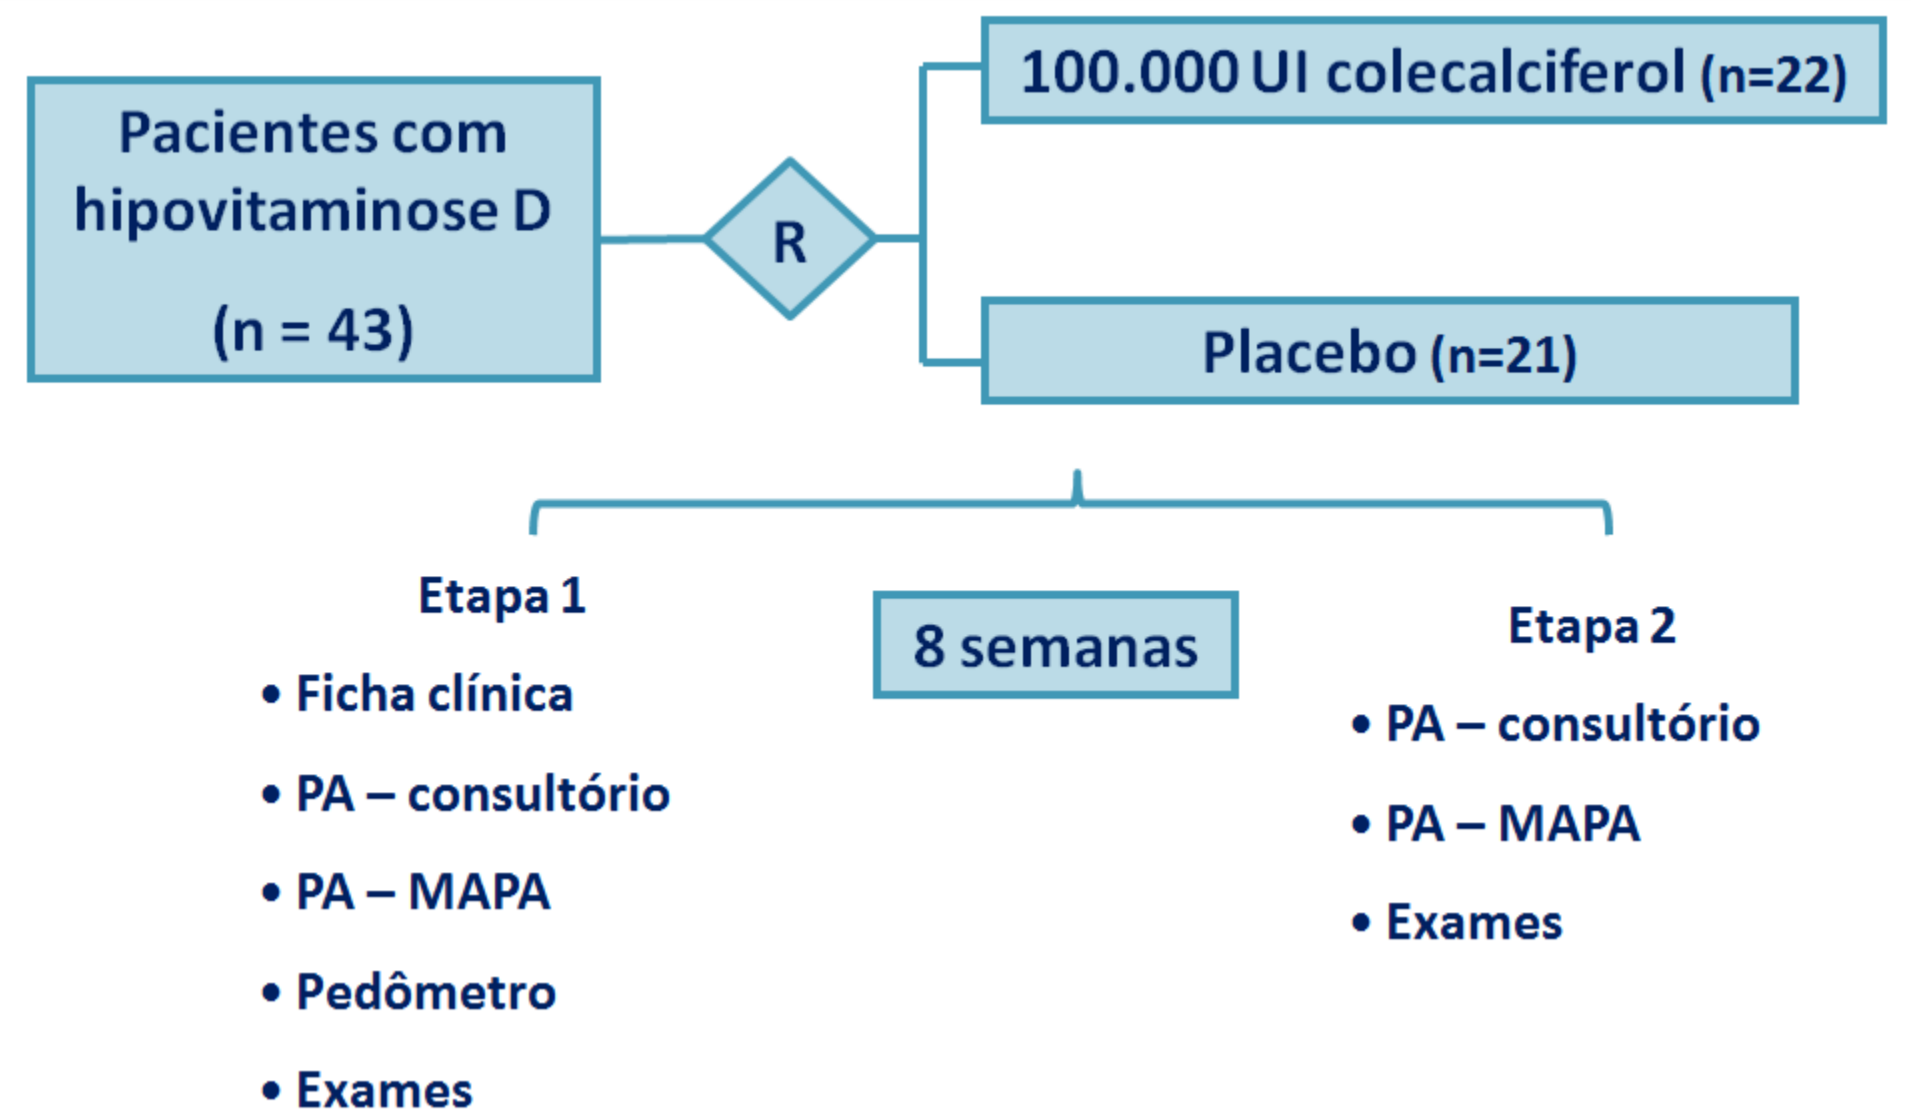 Pacientes com
hipovitaminose D
(n = 43)
R
100.000 UI colecalciferol (n=22)
Placebo (n=21)
Etapa 1
• Ficha clínica
• PA – consultório
• PA – MAPA
• Pedômetro
• Exames
8 semanas
Etapa 2
• PA – consultório
• PA – MAPA
• Exames